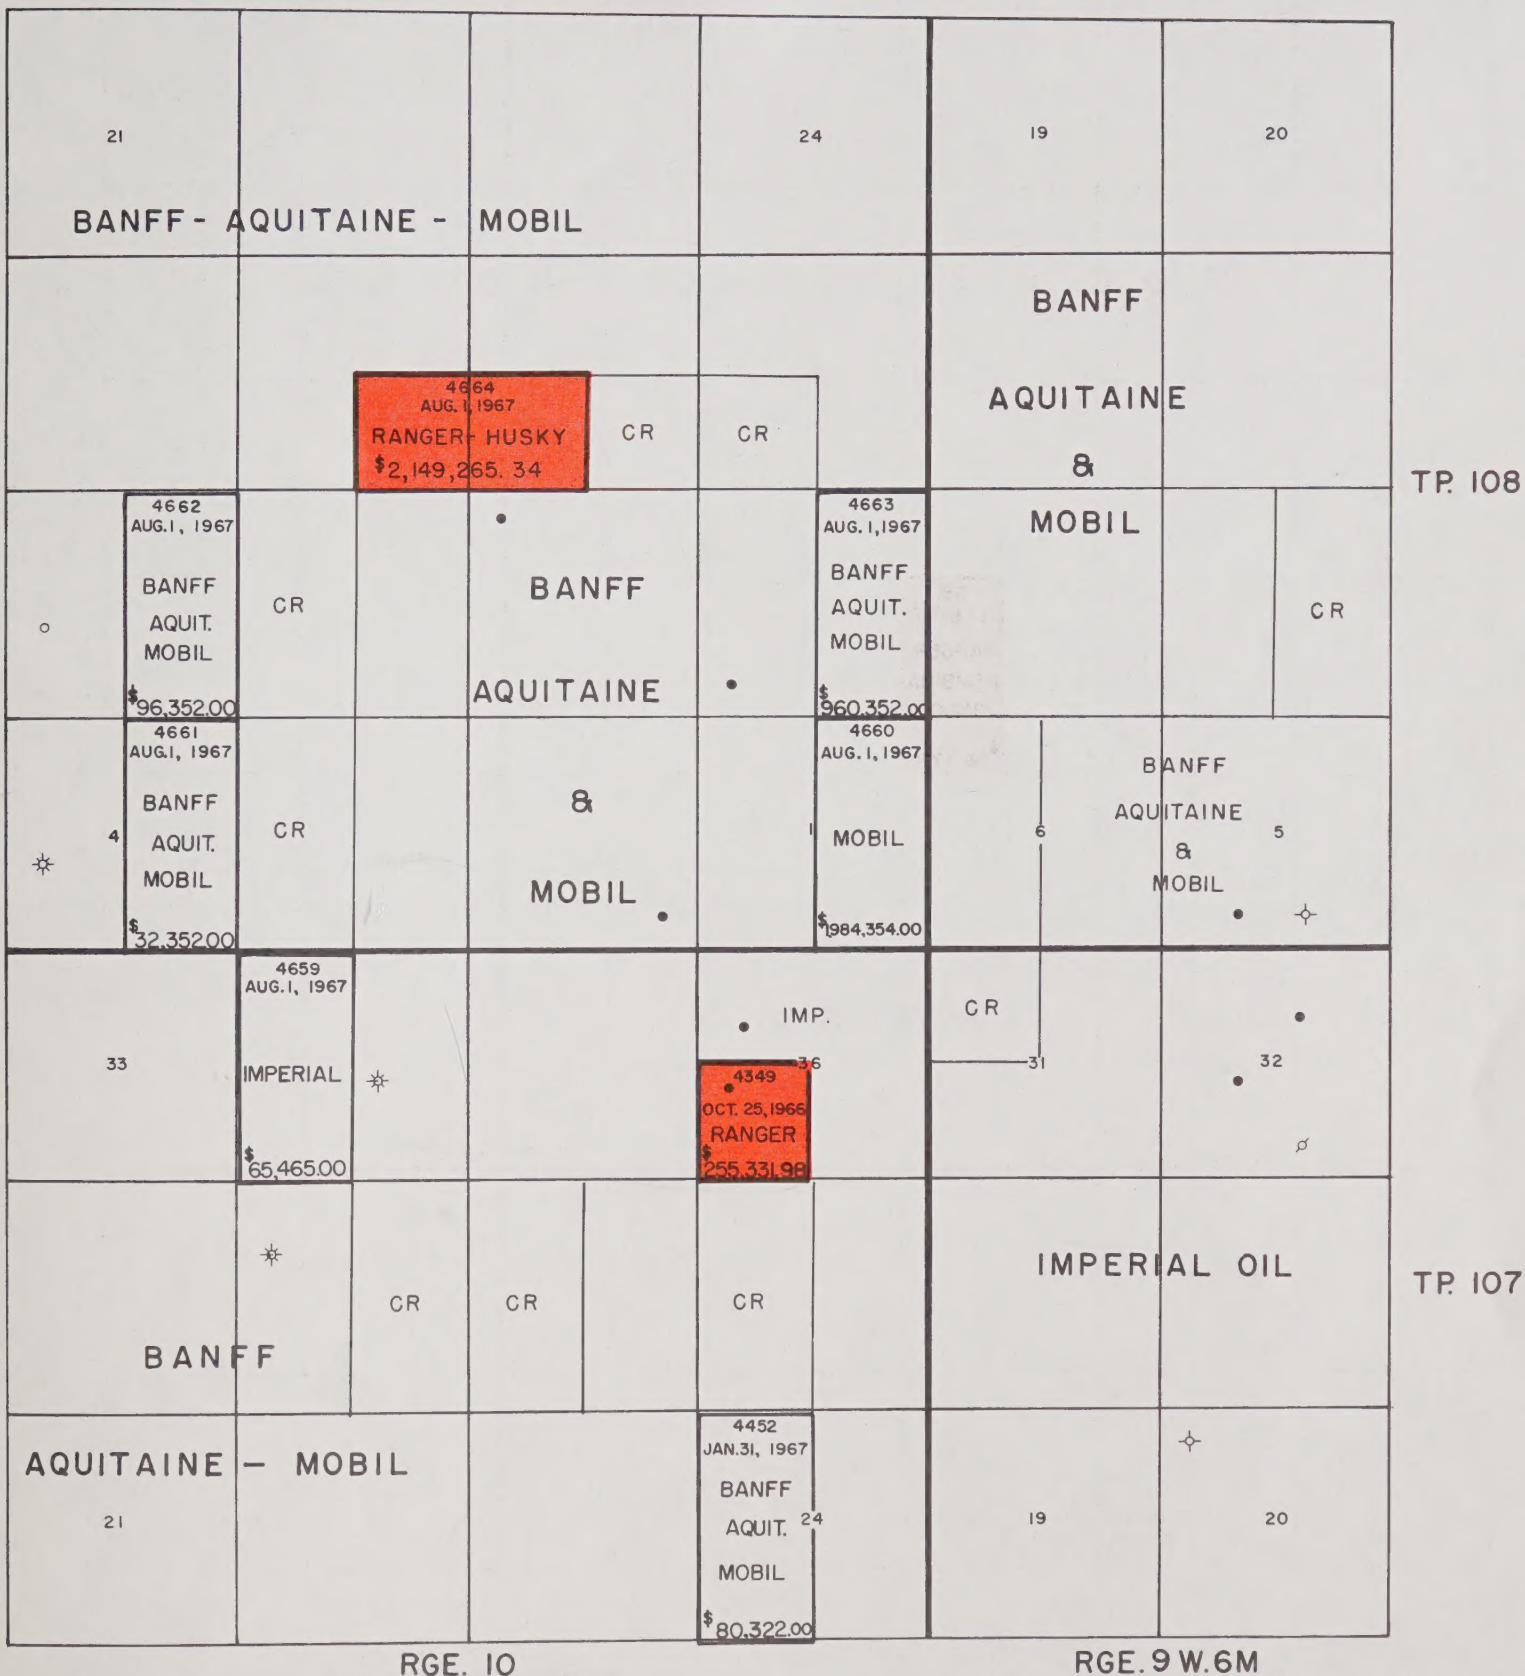 21
24
19
20
BANFF - AQUITAINE - MOBIL
BANFF
AQUITAINE
&
MOBIL
4664
AUG. 1, 1967
RANGER - HUSKY
$2,149,265.34
CR
CR
TP. 108
4662
AUG. 1, 1967
BANFF
AQUIT.
MOBIL
$96,352.00
CR
BANFF
AQUITAINE
&
MOBIL
4663
AUG. 1, 1967
BANFF
AQUIT.
MOBIL
$960,352.00
CR
4
4661
AUG. 1, 1967
BANFF
AQUIT.
MOBIL
$32,352.00
CR
1
4660
AUG. 1, 1967
MOBIL
$1,984,354.00
6
BANFF
AQUITAINE
&
MOBIL
5
33
4659
AUG. 1, 1967
IMPERIAL
$65,465.00
IMP.
36
4349
OCT. 25, 1966
RANGER
$255,331.98
CR
31
32
BANFF
CR
CR
CR
IMPERIAL OIL
TP. 107
AQUITAINE - MOBIL
21
4452
JAN. 31, 1967
BANFF
AQUIT.
MOBIL
$80,322.00
24
19
20
RGE. 10
RGE. 9 W. 6M